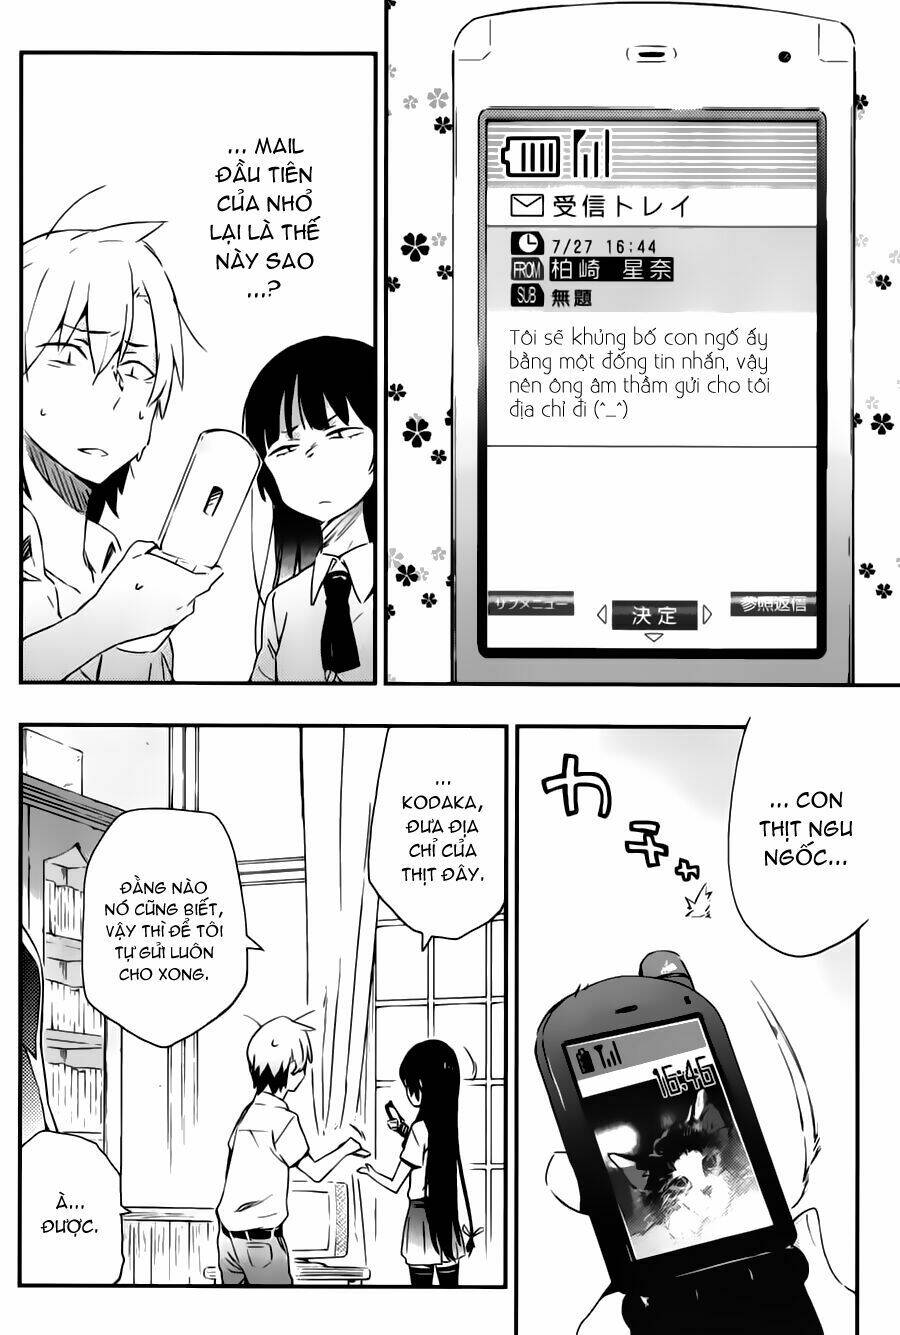 受信トレイ
7/27 16:44
FROM 柏崎 星奈
SUB 無題
Tôi sẽ khủng bố con ngố ấy
bằng một đống tin nhắn, vậy
nên ông âm thầm gửi cho tôi
địa chỉ đi (^_^)
サブメニュー
決定
参照返信
... MAIL
ĐẦU TIÊN
CỦA NHỎ
LẠI LÀ THẾ
NÀY SAO
...?
... CON
THỊT NGU
NGỐC...
カチャ
16:46
...
KODAKA,
ĐƯA ĐỊA
CHỈ CỦA
THỊT ĐÂY.
ĐẰNG NÀO
NÓ CŨNG BIẾT,
VẬY THÌ ĐỂ TÔI
TỰ GỬI LUÔN
CHO XONG.
À...
ĐƯỢC.